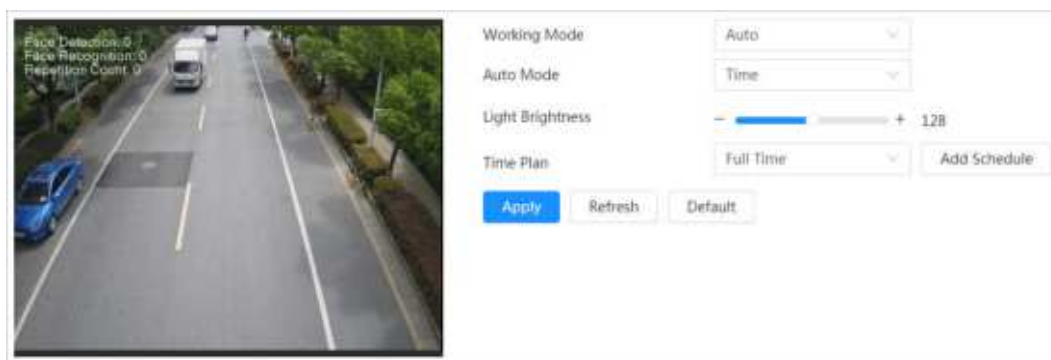 Face Detection: 0
Face Recognition: 0
Repetition Count: 0
Working Mode Auto
Auto Mode Time
Light Brightness - + 128
Time Plan Full Time Add Schedule
Apply Refresh Default